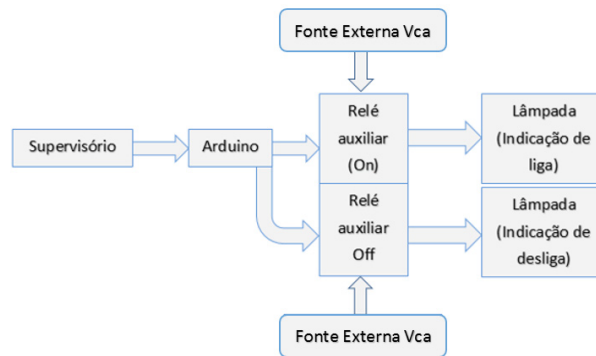 Fonte Externa Vca
Supervisório
Arduino
Relé
auxiliar
(On)
Lâmpada
(Indicação de
liga)
Relé
auxiliar
Off
Lâmpada
(Indicação de
desliga)
Fonte Externa Vca